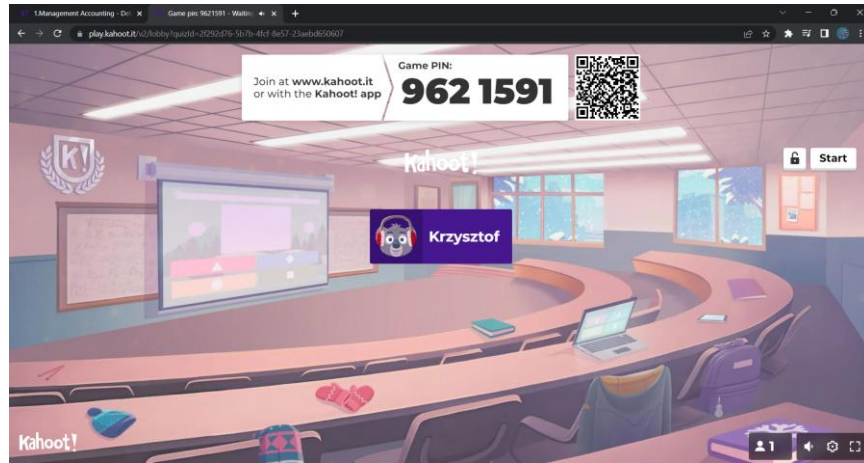 1.Management Accounting - Det
Game pin: 9621591 - Waitin
play.kahoot.it/v2/lobby?quizId=2f292d76-5b7b-4fcf-8e57-23aebd650607
Join at www.kahoot.it
or with the Kahoot! app
Game PIN:
962 1591
K!
Kahoot!
Start
Krzysztof
Kahoot!
1